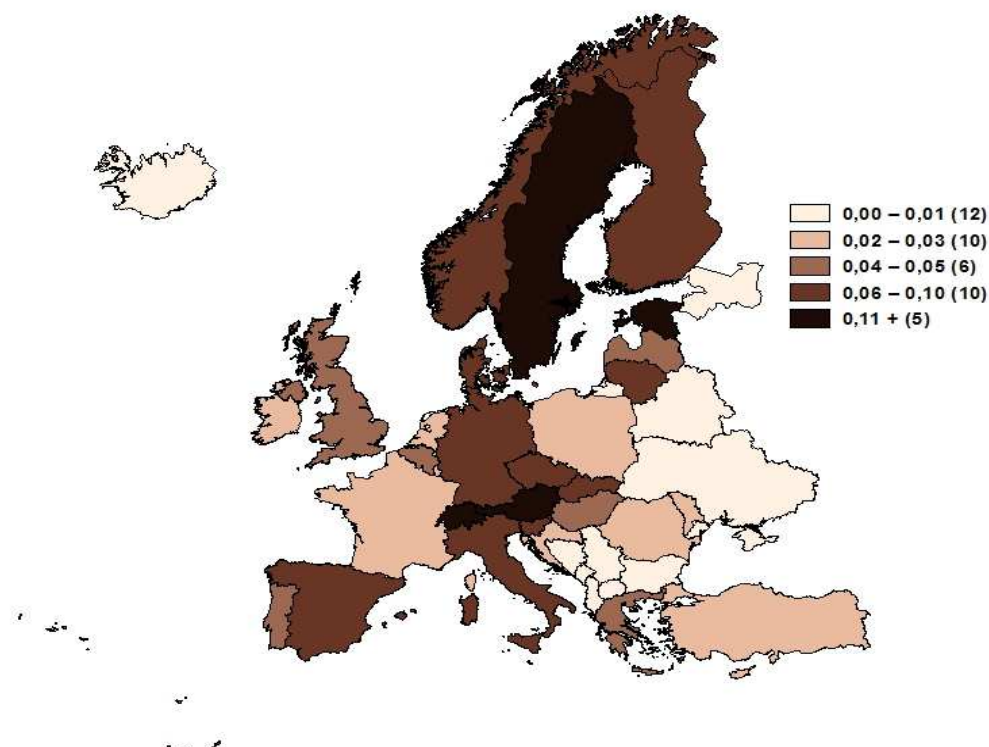 0,00 – 0,01 (12)
0,02 – 0,03 (10)
0,04 – 0,05 (6)
0,06 – 0,10 (10)
0,11 + (5)